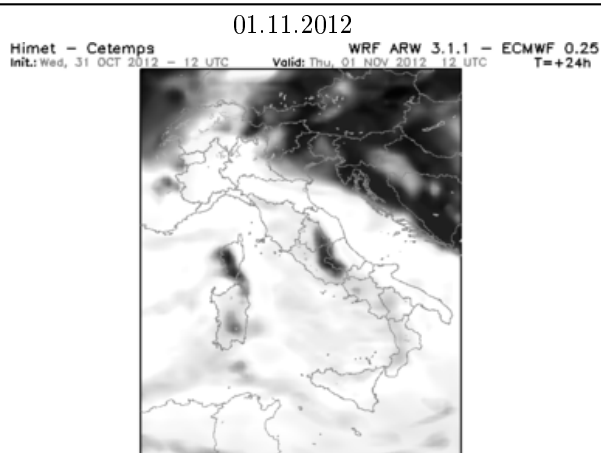 01.11.2012
Himet – Cetemps WRF ARW 3.1.1 – ECMWF 0.25
Init.: Wed, 31 OCT 2012 – 12 UTC Valid: Thu, 01 NOV 2012 12 UTC T=+24h